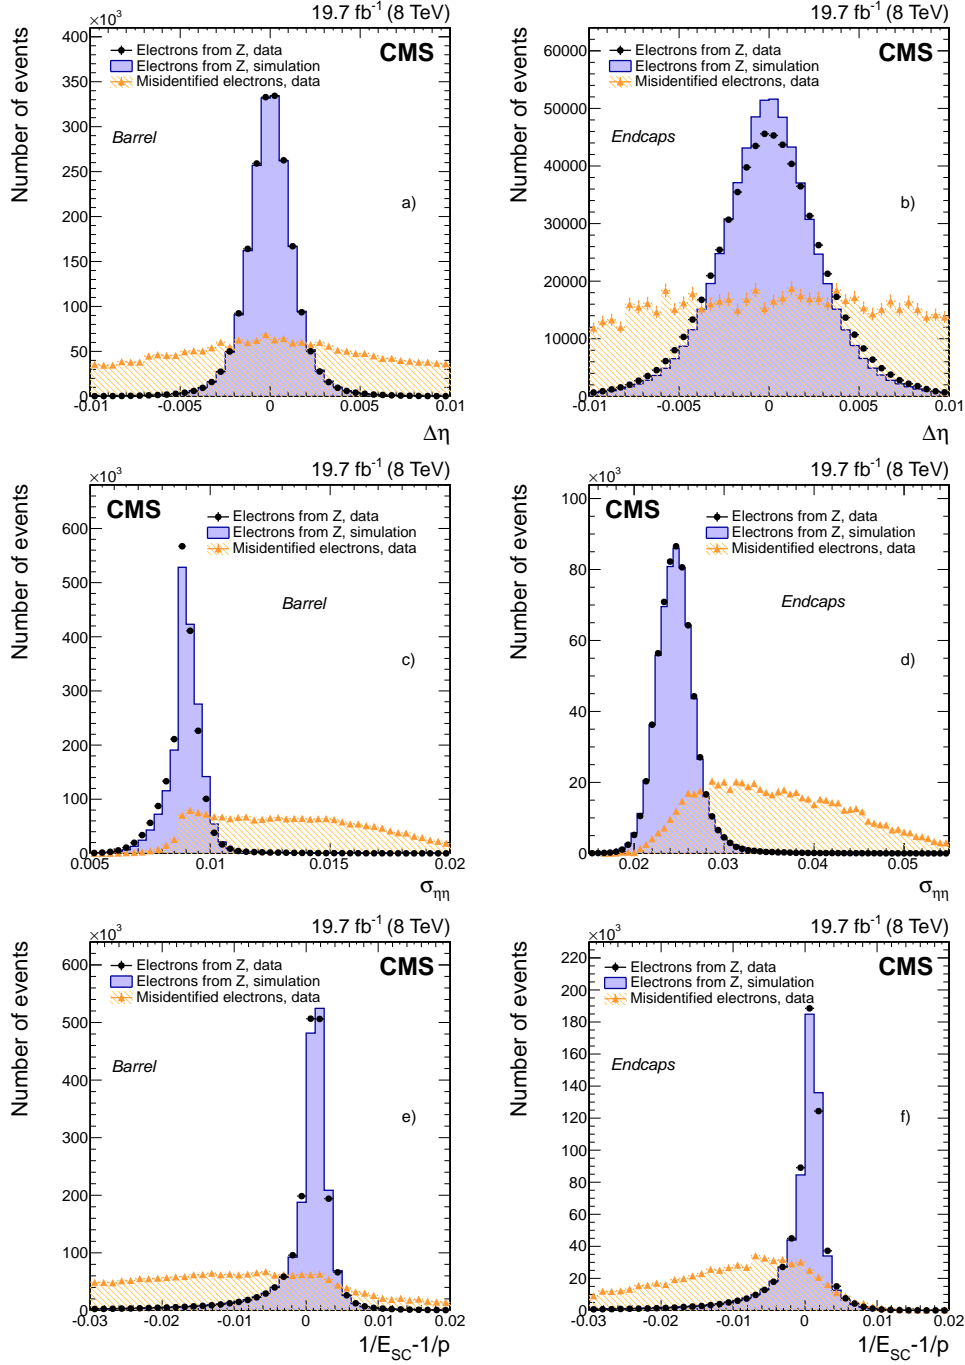 19.7 fb-1 (8 TeV)
×10^3
400
350
300
250
200
150
100
50
0
Number of events
CMS
Electrons from Z, data
Electrons from Z, simulation
Misidentified electrons, data
Barrel
a)
-0.01 -0.005 0 0.005 0.01
Δη
19.7 fb-1 (8 TeV)
60000
50000
40000
30000
20000
10000
0
Number of events
CMS
Electrons from Z, data
Electrons from Z, simulation
Misidentified electrons, data
Endcaps
b)
-0.01 -0.005 0 0.005 0.01
Δη
19.7 fb-1 (8 TeV)
×10^3
600
500
400
300
200
100
0
Number of events
CMS
Electrons from Z, data
Electrons from Z, simulation
Misidentified electrons, data
Barrel
c)
0.005 0.01 0.015 0.02
σηη
19.7 fb-1 (8 TeV)
×10^3
100
80
60
40
20
0
Number of events
CMS
Electrons from Z, data
Electrons from Z, simulation
Misidentified electrons, data
Endcaps
d)
0.02 0.03 0.04 0.05
σηη
19.7 fb-1 (8 TeV)
×10^3
600
500
400
300
200
100
0
Number of events
CMS
Electrons from Z, data
Electrons from Z, simulation
Misidentified electrons, data
Barrel
e)
-0.03 -0.02 -0.01 0 0.01 0.02
1/ESC-1/p
19.7 fb-1 (8 TeV)
×10^3
220
200
180
160
140
120
100
80
60
40
20
0
Number of events
CMS
Electrons from Z, data
Electrons from Z, simulation
Misidentified electrons, data
Endcaps
f)
-0.03 -0.02 -0.01 0 0.01 0.02
1/ESC-1/p